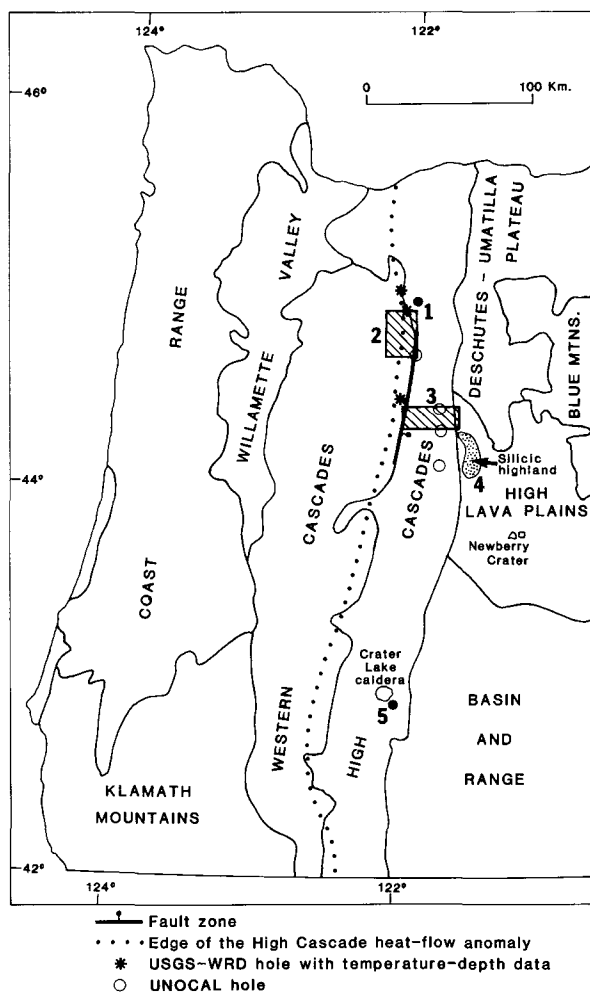 124°
122°
46°
0
100 Km.
VALLEY
DESCHUTES - UMATILLA
PLATEAU
BLUE MTNS.
RANGE
1
2
WILLAMETTE
3
CASCADES
CASCADES
Silicic
highland
44°
4
HIGH
LAVA PLAINS
Newberry
Crater
COAST
Crater
Lake
caldera
5
WESTERN
HIGH
BASIN
AND
RANGE
KLAMATH
MOUNTAINS
42°
124°
122°
Fault zone
Edge of the High Cascade heat-flow anomaly
USGS-WRD hole with temperature-depth data
UNOCAL hole